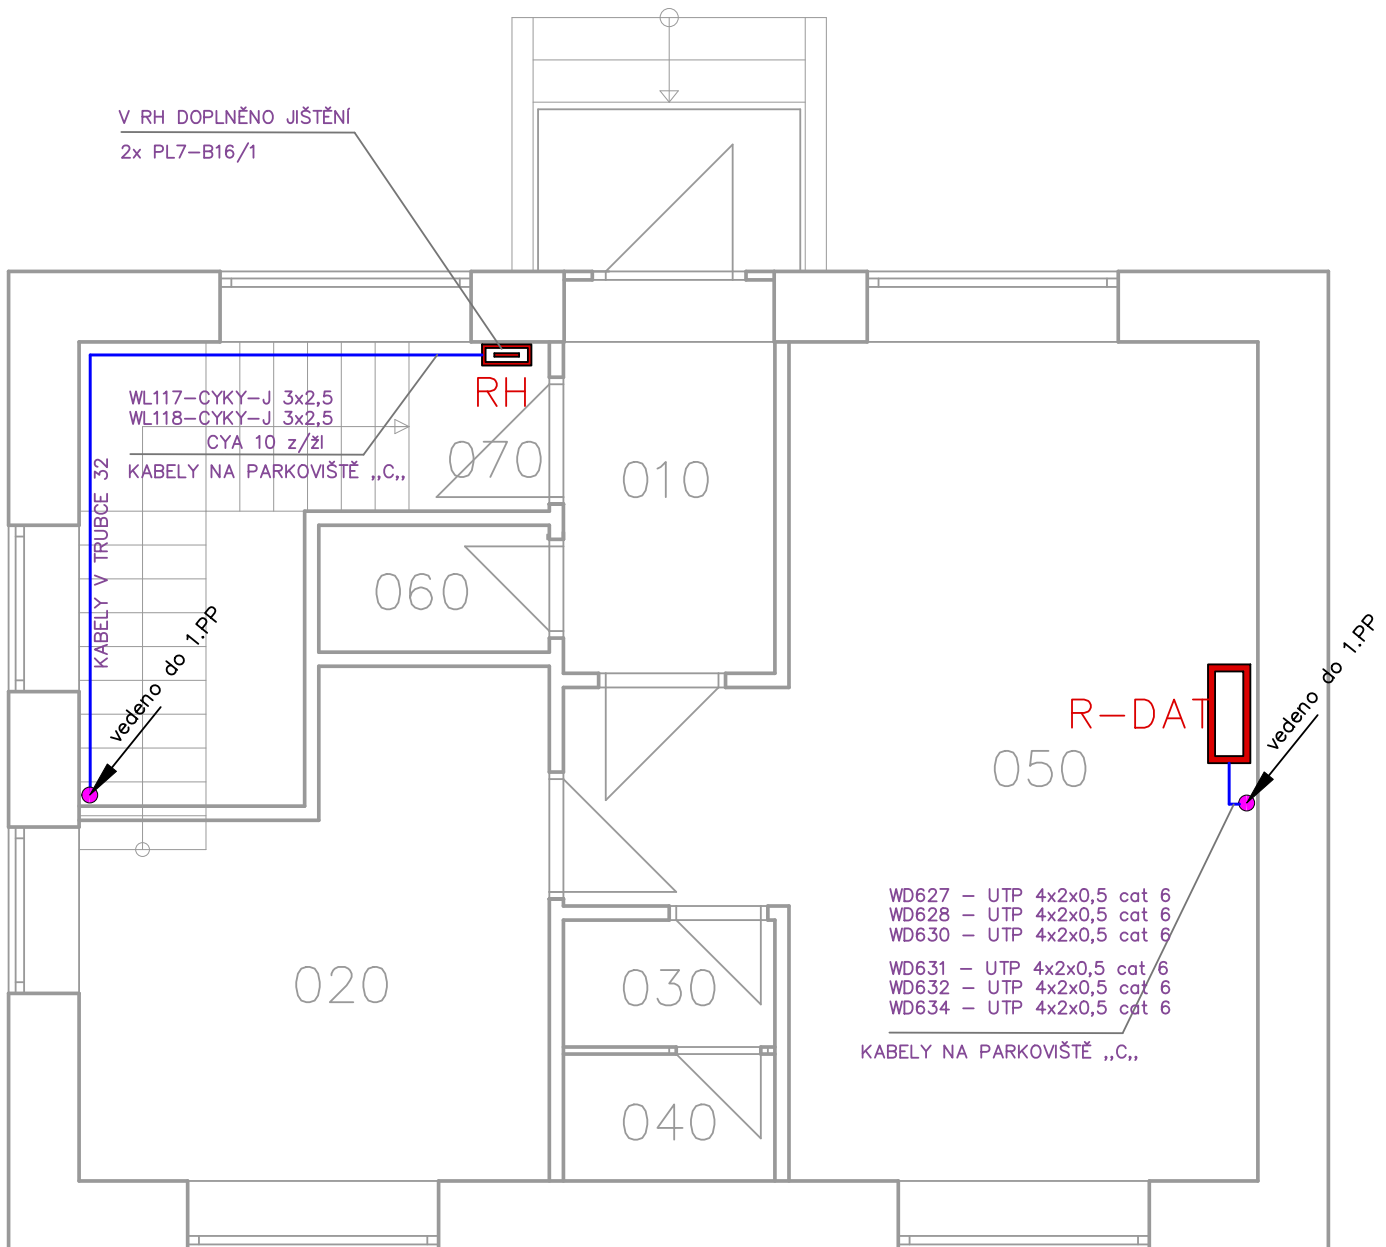 V RH DOPLNĚNO JIŠTĚNÍ
2x PL7-B16/1
RH
WL117-CYKY-J 3x2,5
WL118-CYKY-J 3x2,5
CYA 10 z/žl
KABELY NA PARKOVIŠTĚ „C„
070
010
KABELY V TRUBCE 32
060
vedeno do 1.PP
vedeno do 1.PP
R-DAT
050
WD627 - UTP 4x2x0,5 cat 6
WD628 - UTP 4x2x0,5 cat 6
WD630 - UTP 4x2x0,5 cat 6
WD631 - UTP 4x2x0,5 cat 6
WD632 - UTP 4x2x0,5 cat 6
WD634 - UTP 4x2x0,5 cat 6
KABELY NA PARKOVIŠTĚ „C„
020
030
040